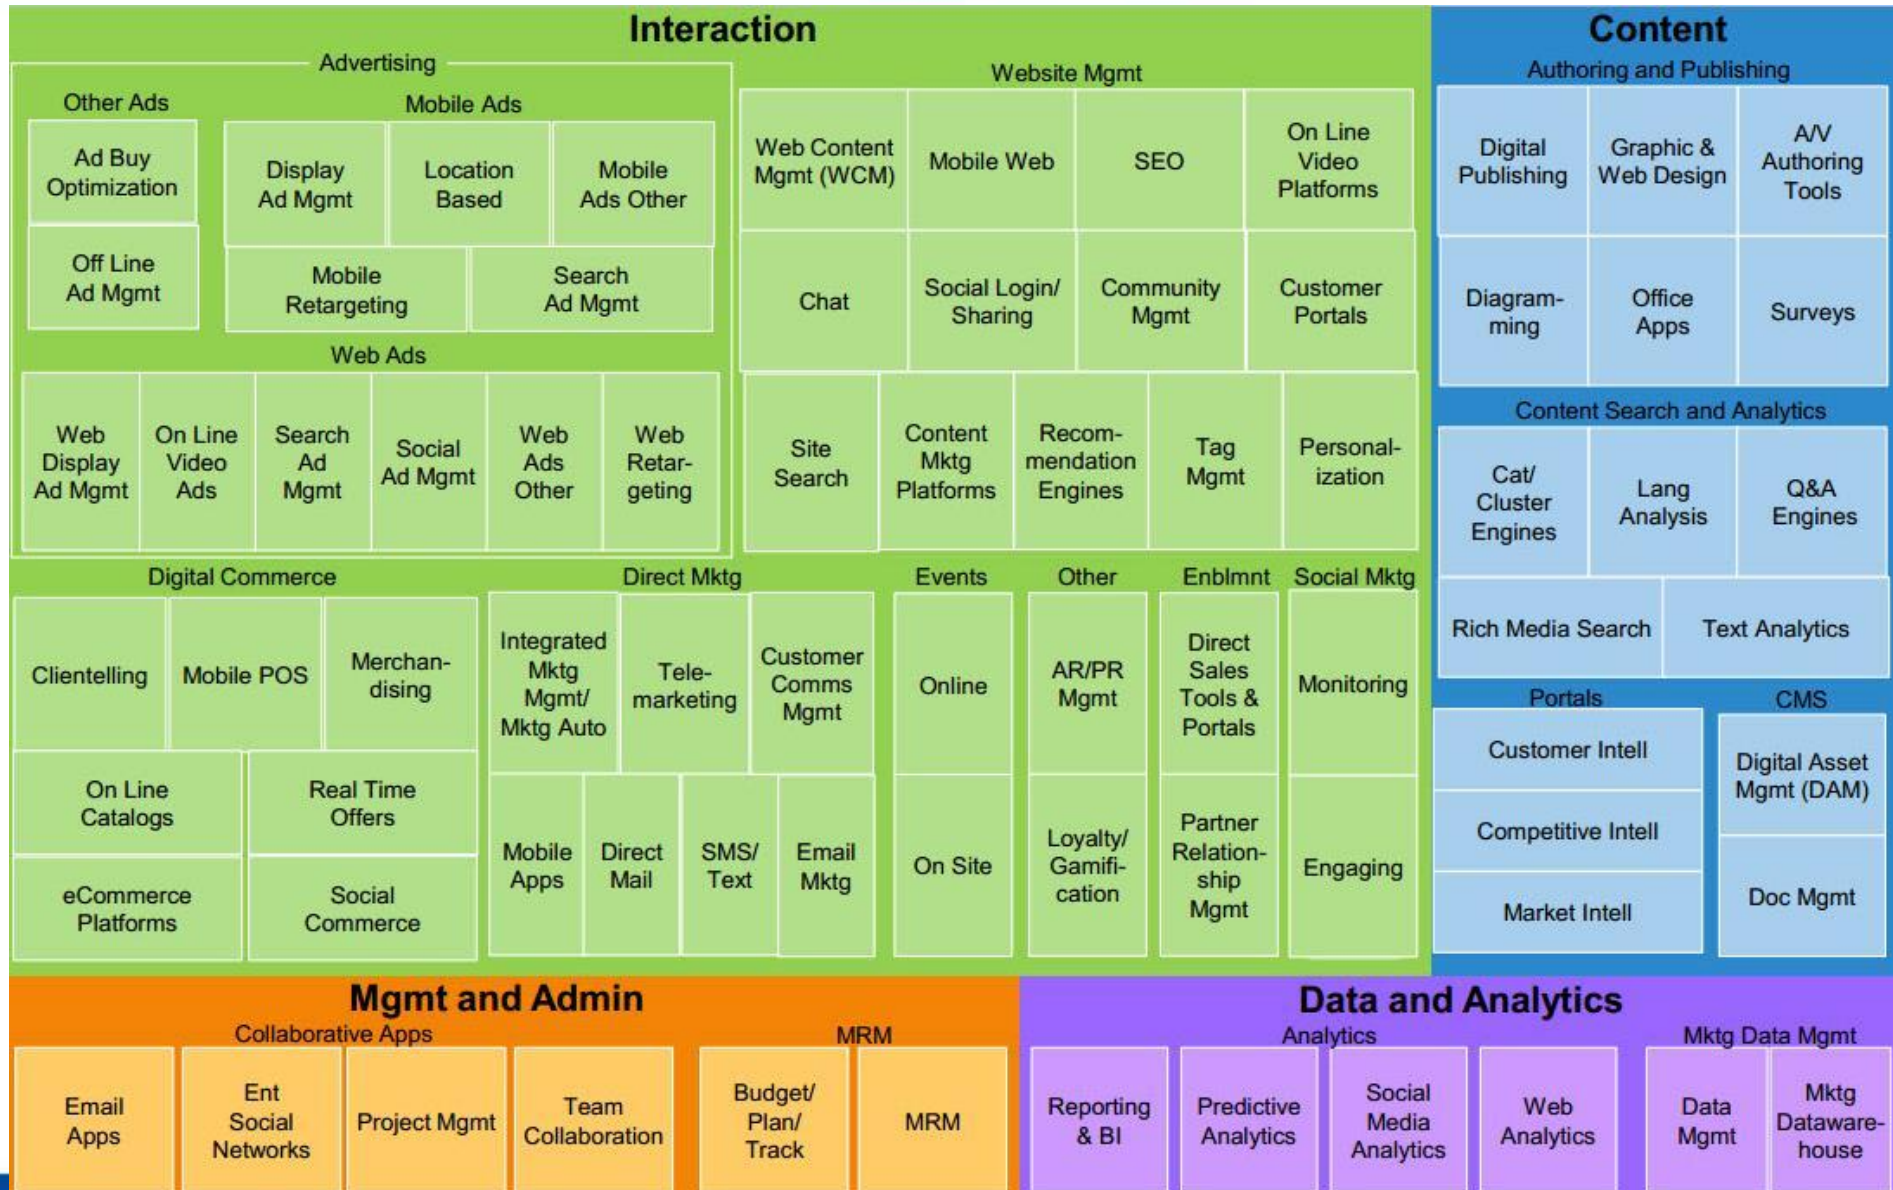 Interaction
Advertising
Other Ads
Ad Buy
Optimization
Off Line
Ad Mgmt
Mobile Ads
Display
Ad Mgmt
Location
Based
Mobile
Ads Other
Mobile
Retargeting
Search
Ad Mgmt
Web Ads
Web
Display
Ad Mgmt
On Line
Video
Ads
Search
Ad
Mgmt
Social
Ad Mgmt
Web
Ads
Other
Web
Retar-
geting
Website Mgmt
Web Content
Mgmt (WCM)
Mobile Web
SEO
On Line
Video
Platforms
Chat
Social Login/
Sharing
Community
Mgmt
Customer
Portals
Site
Search
Content
Mktg
Platforms
Recom-
mendation
Engines
Tag
Mgmt
Personal-
ization
Digital Commerce
Clientelling
Mobile POS
Merchan-
dising
On Line
Catalogs
Real Time
Offers
eCommerce
Platforms
Social
Commerce
Direct Mktg
Integrated
Mktg
Mgmt/
Mktg Auto
Tele-
marketing
Customer
Comms
Mgmt
Mobile
Apps
Direct
Mail
SMS/
Text
Email
Mktg
Events
Online
On Site
Other
AR/PR
Mgmt
Loyalty/
Gamifi-
cation
Enblmnt
Direct
Sales
Tools &
Portals
Partner
Relation-
ship
Mgmt
Social Mktg
Monitoring
Engaging
Content
Authoring and Publishing
Digital
Publishing
Graphic &
Web Design
A/V
Authoring
Tools
Diagram-
ming
Office
Apps
Surveys
Content Search and Analytics
Cat/
Cluster
Engines
Lang
Analysis
Q&A
Engines
Rich Media Search
Text Analytics
Portals
Customer Intell
Competitive Intell
Market Intell
CMS
Digital Asset
Mgmt (DAM)
Doc Mgmt
Mgmt and Admin
Collaborative Apps
Email
Apps
Ent
Social
Networks
Project Mgmt
Team
Collaboration
MRM
Budget/
Plan/
Track
MRM
Data and Analytics
Analytics
Reporting
& BI
Predictive
Analytics
Social
Media
Analytics
Web
Analytics
Mktg Data Mgmt
Data
Mgmt
Mktg
Dataware-
house